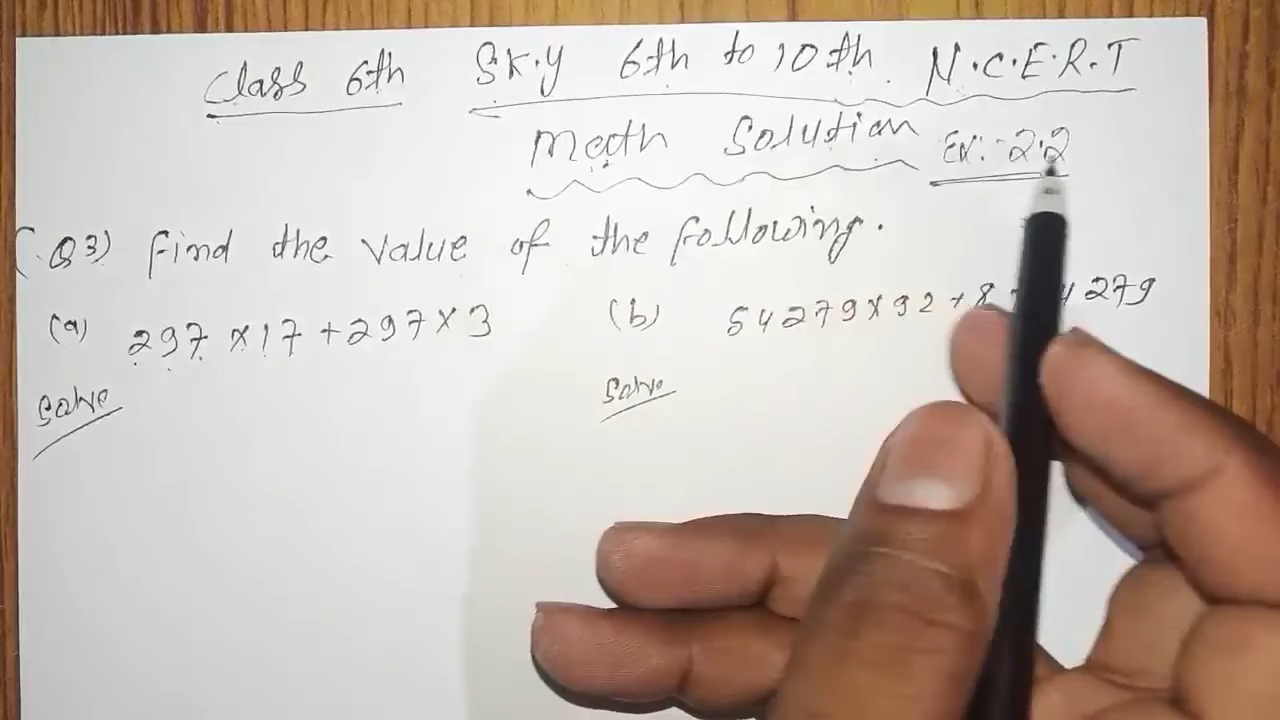 Class 6th S.K.Y 6th to 10th N.C.E.R.T
Math Solution Ex:- 2.2
(Q3) Find the value of the following.
(a) 297 × 17 + 297 × 3 (b) 54279 × 92 + 8 4279
Solve Solve